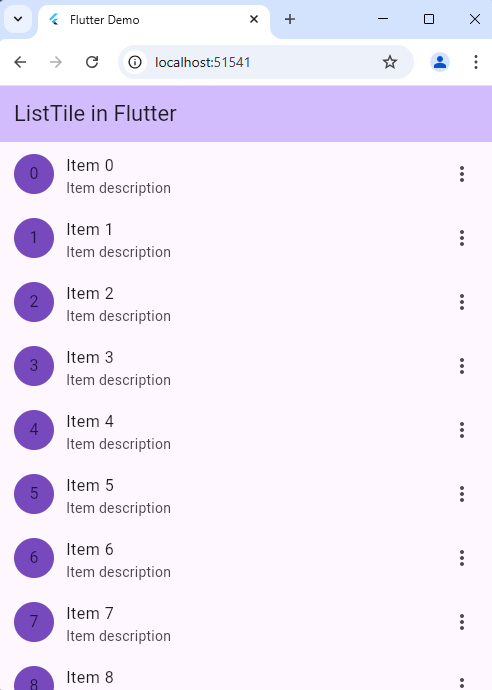 Flutter Demo
localhost:51541
ListTile in Flutter
0 Item 0
Item description
1 Item 1
Item description
2 Item 2
Item description
3 Item 3
Item description
4 Item 4
Item description
5 Item 5
Item description
6 Item 6
Item description
7 Item 7
Item description
8 Item 8